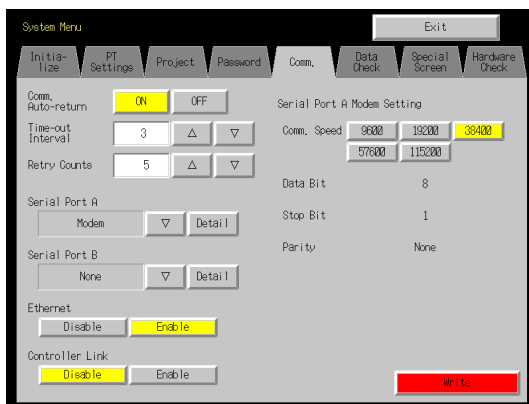 System Menu
Exit
Initia-
lize
PT
Settings
Project
Password
Comm.
Data
Check
Special
Screen
Hardware
Check
Comm.
Auto-return
ON
OFF
Time-out
Interval
3
△
▽
Retry Counts
5
△
▽
Serial Port A
Modem
▽
Detail
Serial Port B
None
▽
Detail
Ethernet
Disable
Enable
Controller Link
Disable
Enable
Serial Port A Modem Setting
Comm. Speed
9600
19200
38400
57600
115200
Data Bit
8
Stop Bit
1
Parity
None
Write